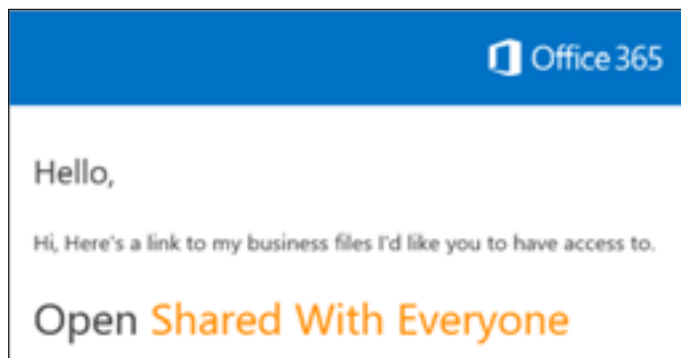 Office 365
Hello,
Hi, Here's a link to my business files I'd like you to have access to.
Open Shared With Everyone